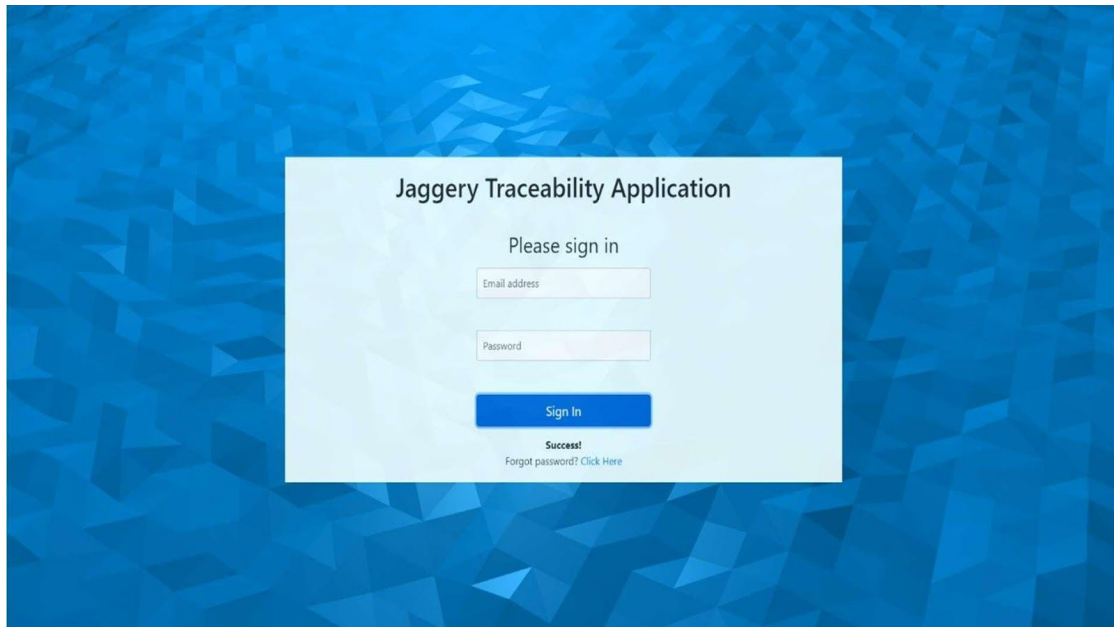 Jaggery Traceability Application
Please sign in
Email address
Password
Sign In
Success!
Forgot password? Click Here